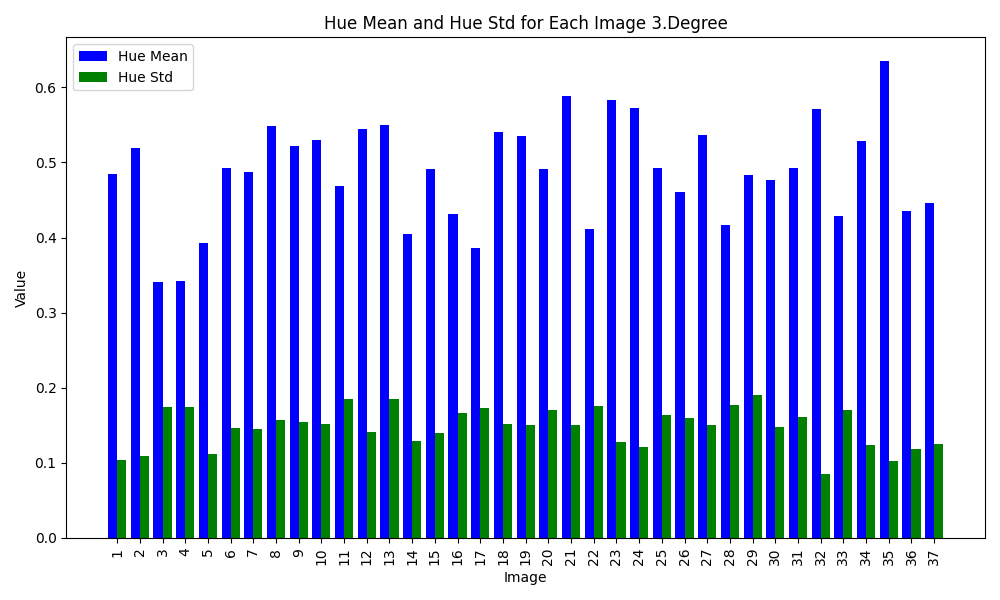 Hue Mean and Hue Std for Each Image 3.Degree
Hue Mean
Hue Std
Value
0.6
0.5
0.4
0.3
0.2
0.1
0.0
1 2 3 4 5 6 7 8 9 10 11 12 13 14 15 16 17 18 19 20 21 22 23 24 25 26 27 28 29 30 31 32 33 34 35 36 37
Image